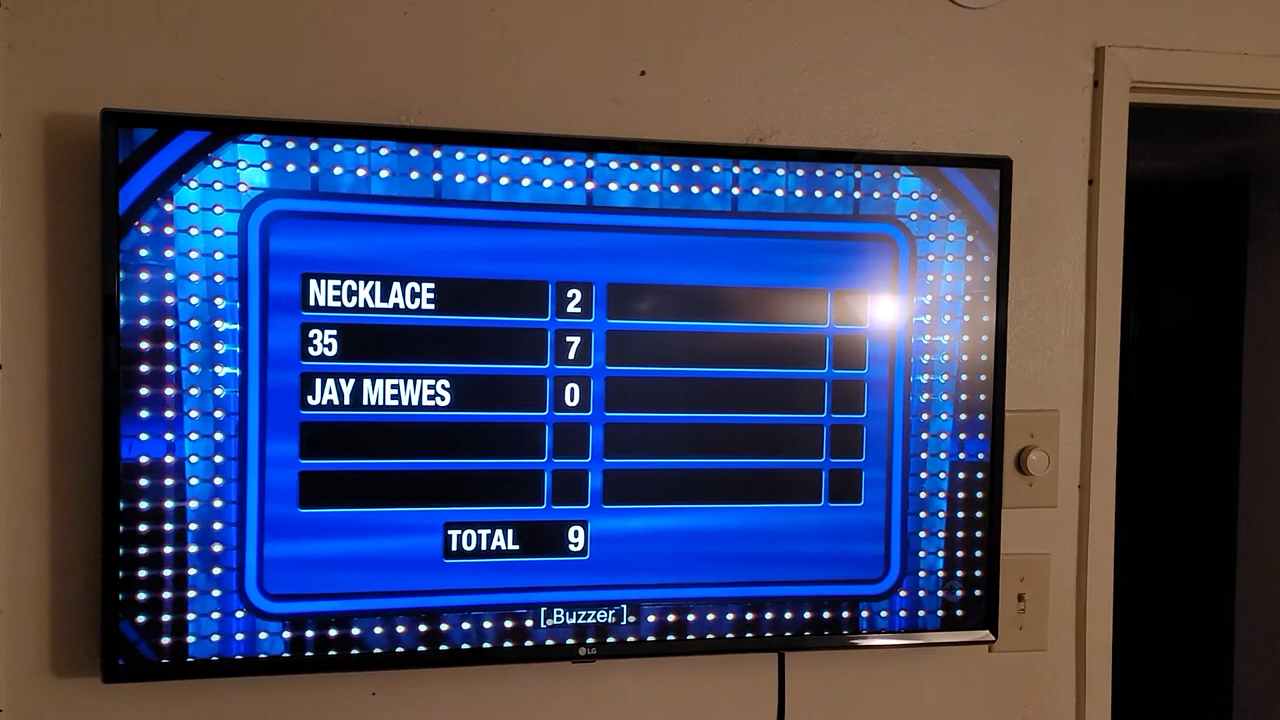 NECKLACE 2
35 7
JAY MEWES 0
TOTAL 9
[ Buzzer ]
LG